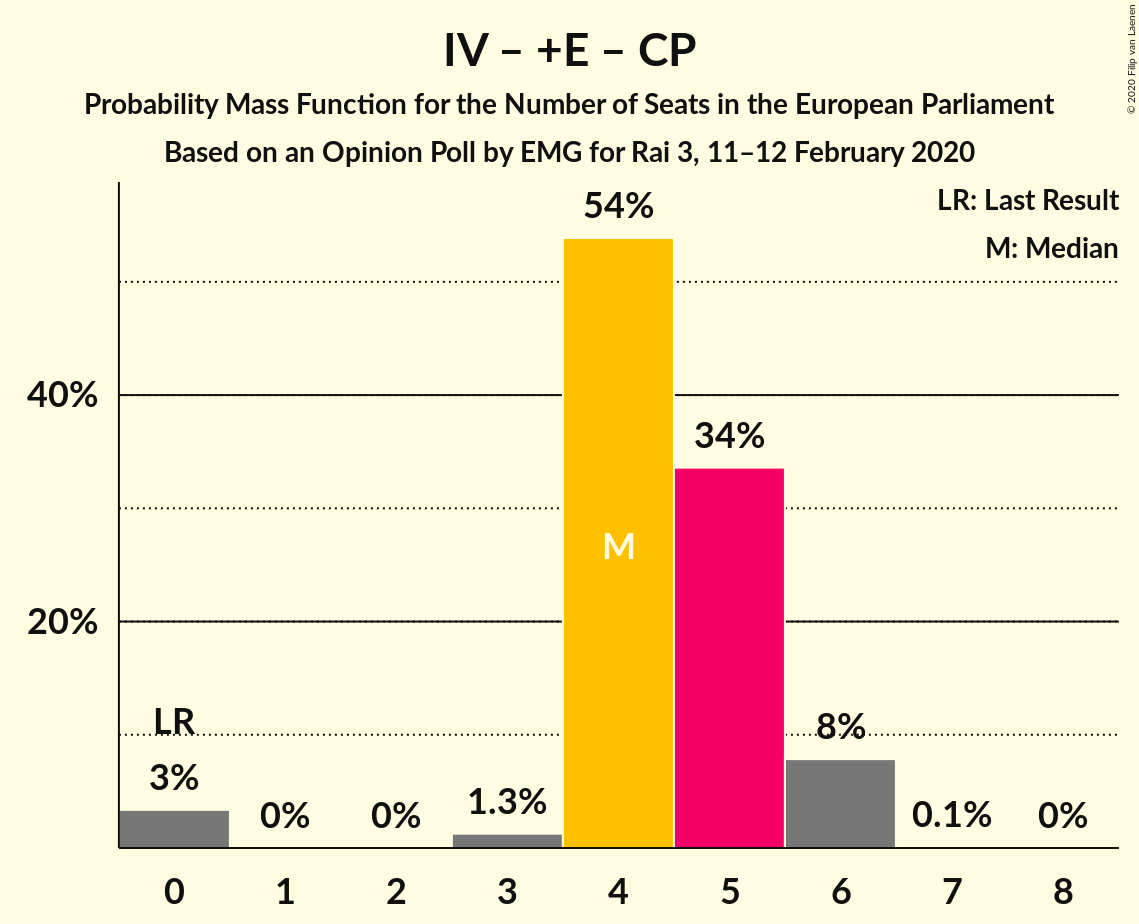 IV – +E – CP
Probability Mass Function for the Number of Seats in the European Parliament
Based on an Opinion Poll by EMG for Rai 3, 11–12 February 2020
© 2020 Filip van Laenen
LR: Last Result
M: Median
54%
40%
34%
M
20%
LR
8%
3%
0%
0%
1.3%
0.1%
0%
0 1 2 3 4 5 6 7 8